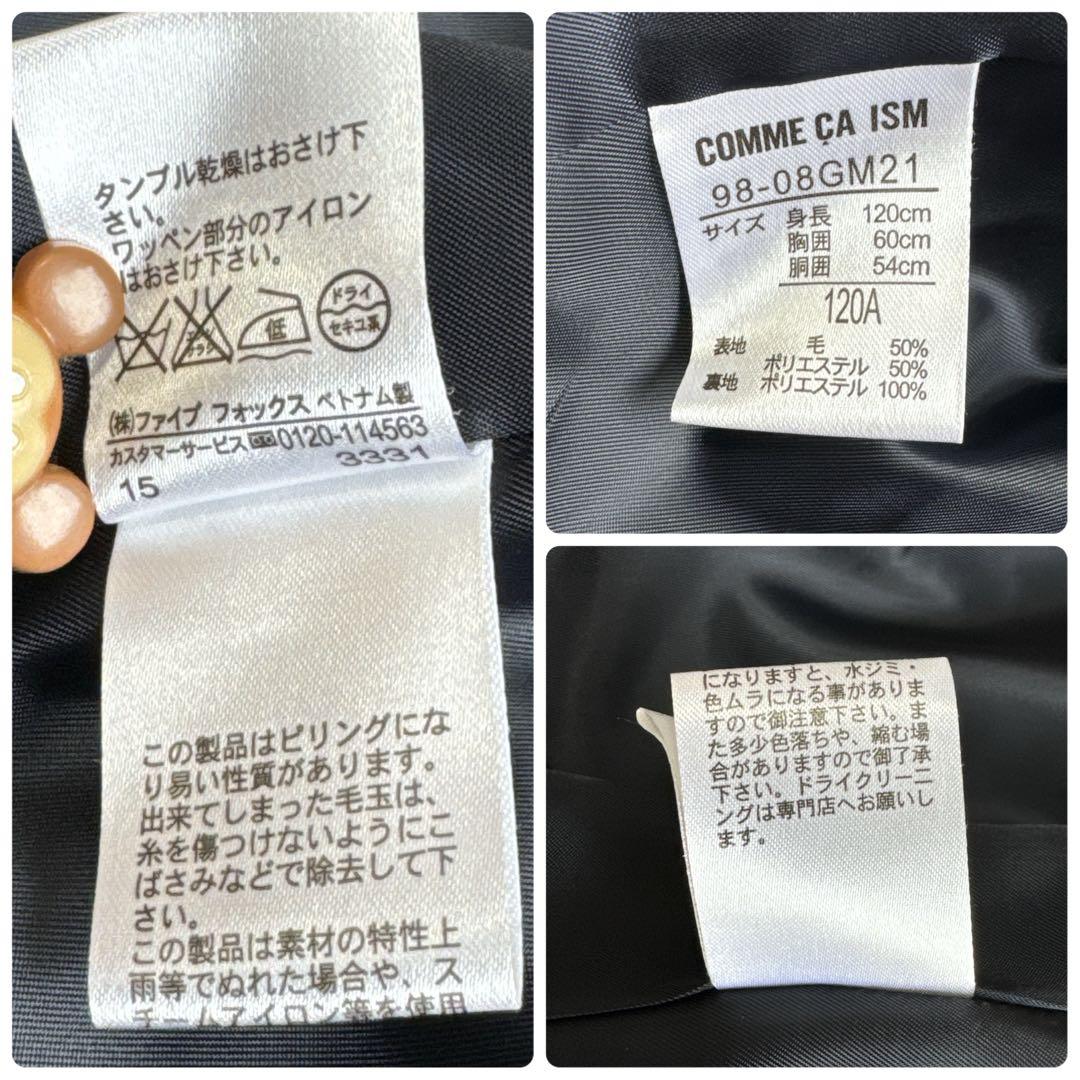 タンブル乾燥はおさけ下
さい。
ワッペン部分のアイロン
はおさけ下さい。
低
ドライ
セキユ系
(株)ファイブ フォックス ベトナム製
カスタマーサービス 0120-114563
15 3331
この製品はピリングにな
り易い性質があります。
出来てしまった毛玉は、
糸を傷つけないようにこ
ばさみなどで除去して下
さい。
この製品は素材の特性上
雨等でぬれた場合や、ス
チームアイロン等を使用
COMME ÇA ISM
98-08GM21
サイズ 身長 120cm
胸囲 60cm
胴囲 54cm
120A
表地 毛 50%
ポリエステル 50%
裏地 ポリエステル 100%
になりますと、水ジミ・
色ムラになる事がありま
すので御注意下さい。ま
た多少色落ちや、縮む場
合がありますので御了承
下さい。ドライクリーニ
ングは専門店へお願いし
ます。